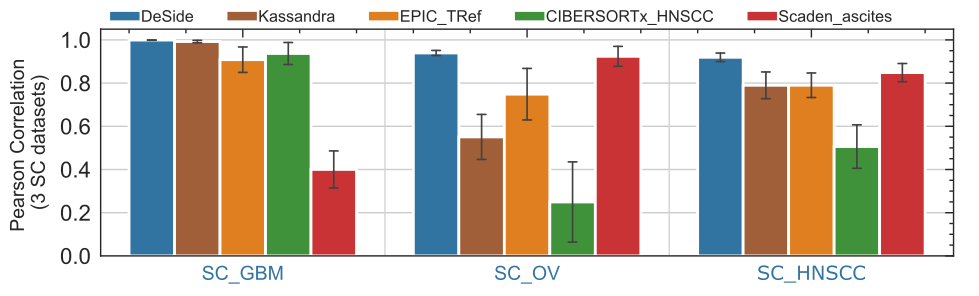 DeSide Kassandra EPIC_TRef CIBERSORTx_HNSCC Scaden_ascites
Pearson Correlation
(3 SC datasets)
1.0
0.8
0.6
0.4
0.2
0.0
SC_GBM SC_OV SC_HNSCC